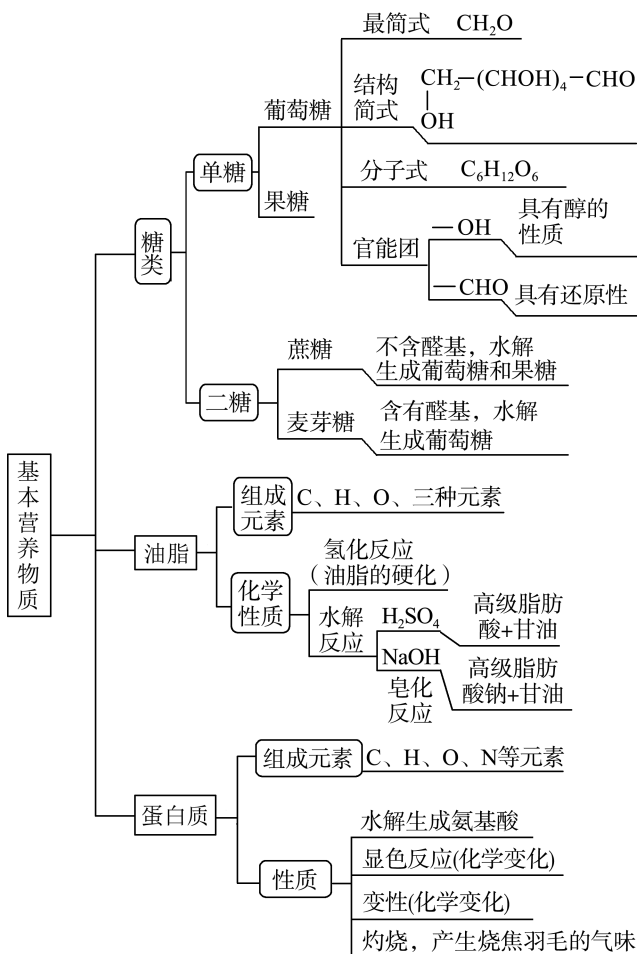 最简式 CH₂O
结构
简式
CH₂—(CHOH)₄—CHO
OH
葡萄糖
单糖
分子式 C₆H₁₂O₆
果糖
糖
类
官能团
—OH
具有醇的
性质
—CHO
具有还原性
二糖
蔗糖
不含醛基，水解
生成葡萄糖和果糖
麦芽糖
含有醛基，水解
生成葡萄糖
基
本
营
养
物
质
油脂
组成
元素
C、H、O、三种元素
化学
性质
氢化反应
（油脂的硬化）
水解
反应
H₂SO₄
高级脂肪
酸+甘油
NaOH
皂化
反应
高级脂肪
酸钠+甘油
蛋白质
组成元素
C、H、O、N等元素
性质
水解生成氨基酸
显色反应(化学变化)
变性(化学变化)
灼烧，产生烧焦羽毛的气味